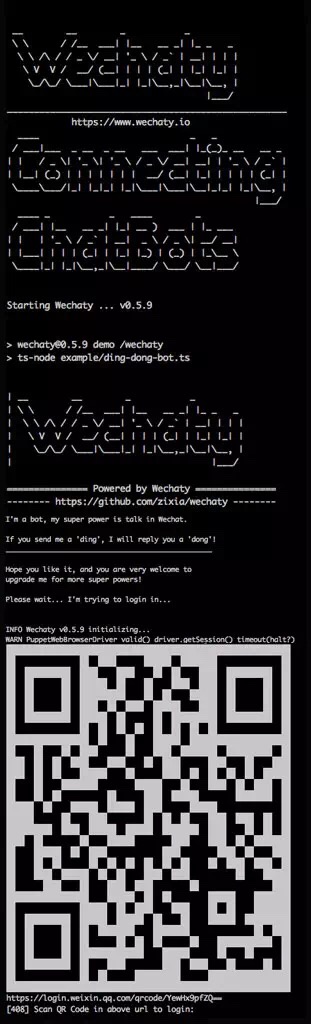 Wechaty
https://www.wechaty.io
Connecting
ChatBots
Starting Wechaty ... v0.5.9
> wechaty@0.5.9 demo /wechaty
> ts-node example/ding-dong-bot.ts
Wechaty
=============== Powered by Wechaty ===============
-------- https://github.com/zixia/wechaty --------
I'm a bot, my super power is talk in Wechat.
If you send me a 'ding', I will reply you a 'dong'!
Hope you like it, and you are very welcome to
upgrade me for more super powers!
Please wait... I'm trying to login in...
INFO Wechaty v0.5.9 initializing...
WARN PuppetWebBrowserDriver valid() driver.getSession() timeout(halt?)
https://login.weixin.qq.com/qrcode/YewHx9pfZQ==
[408] Scan QR Code in above url to login: